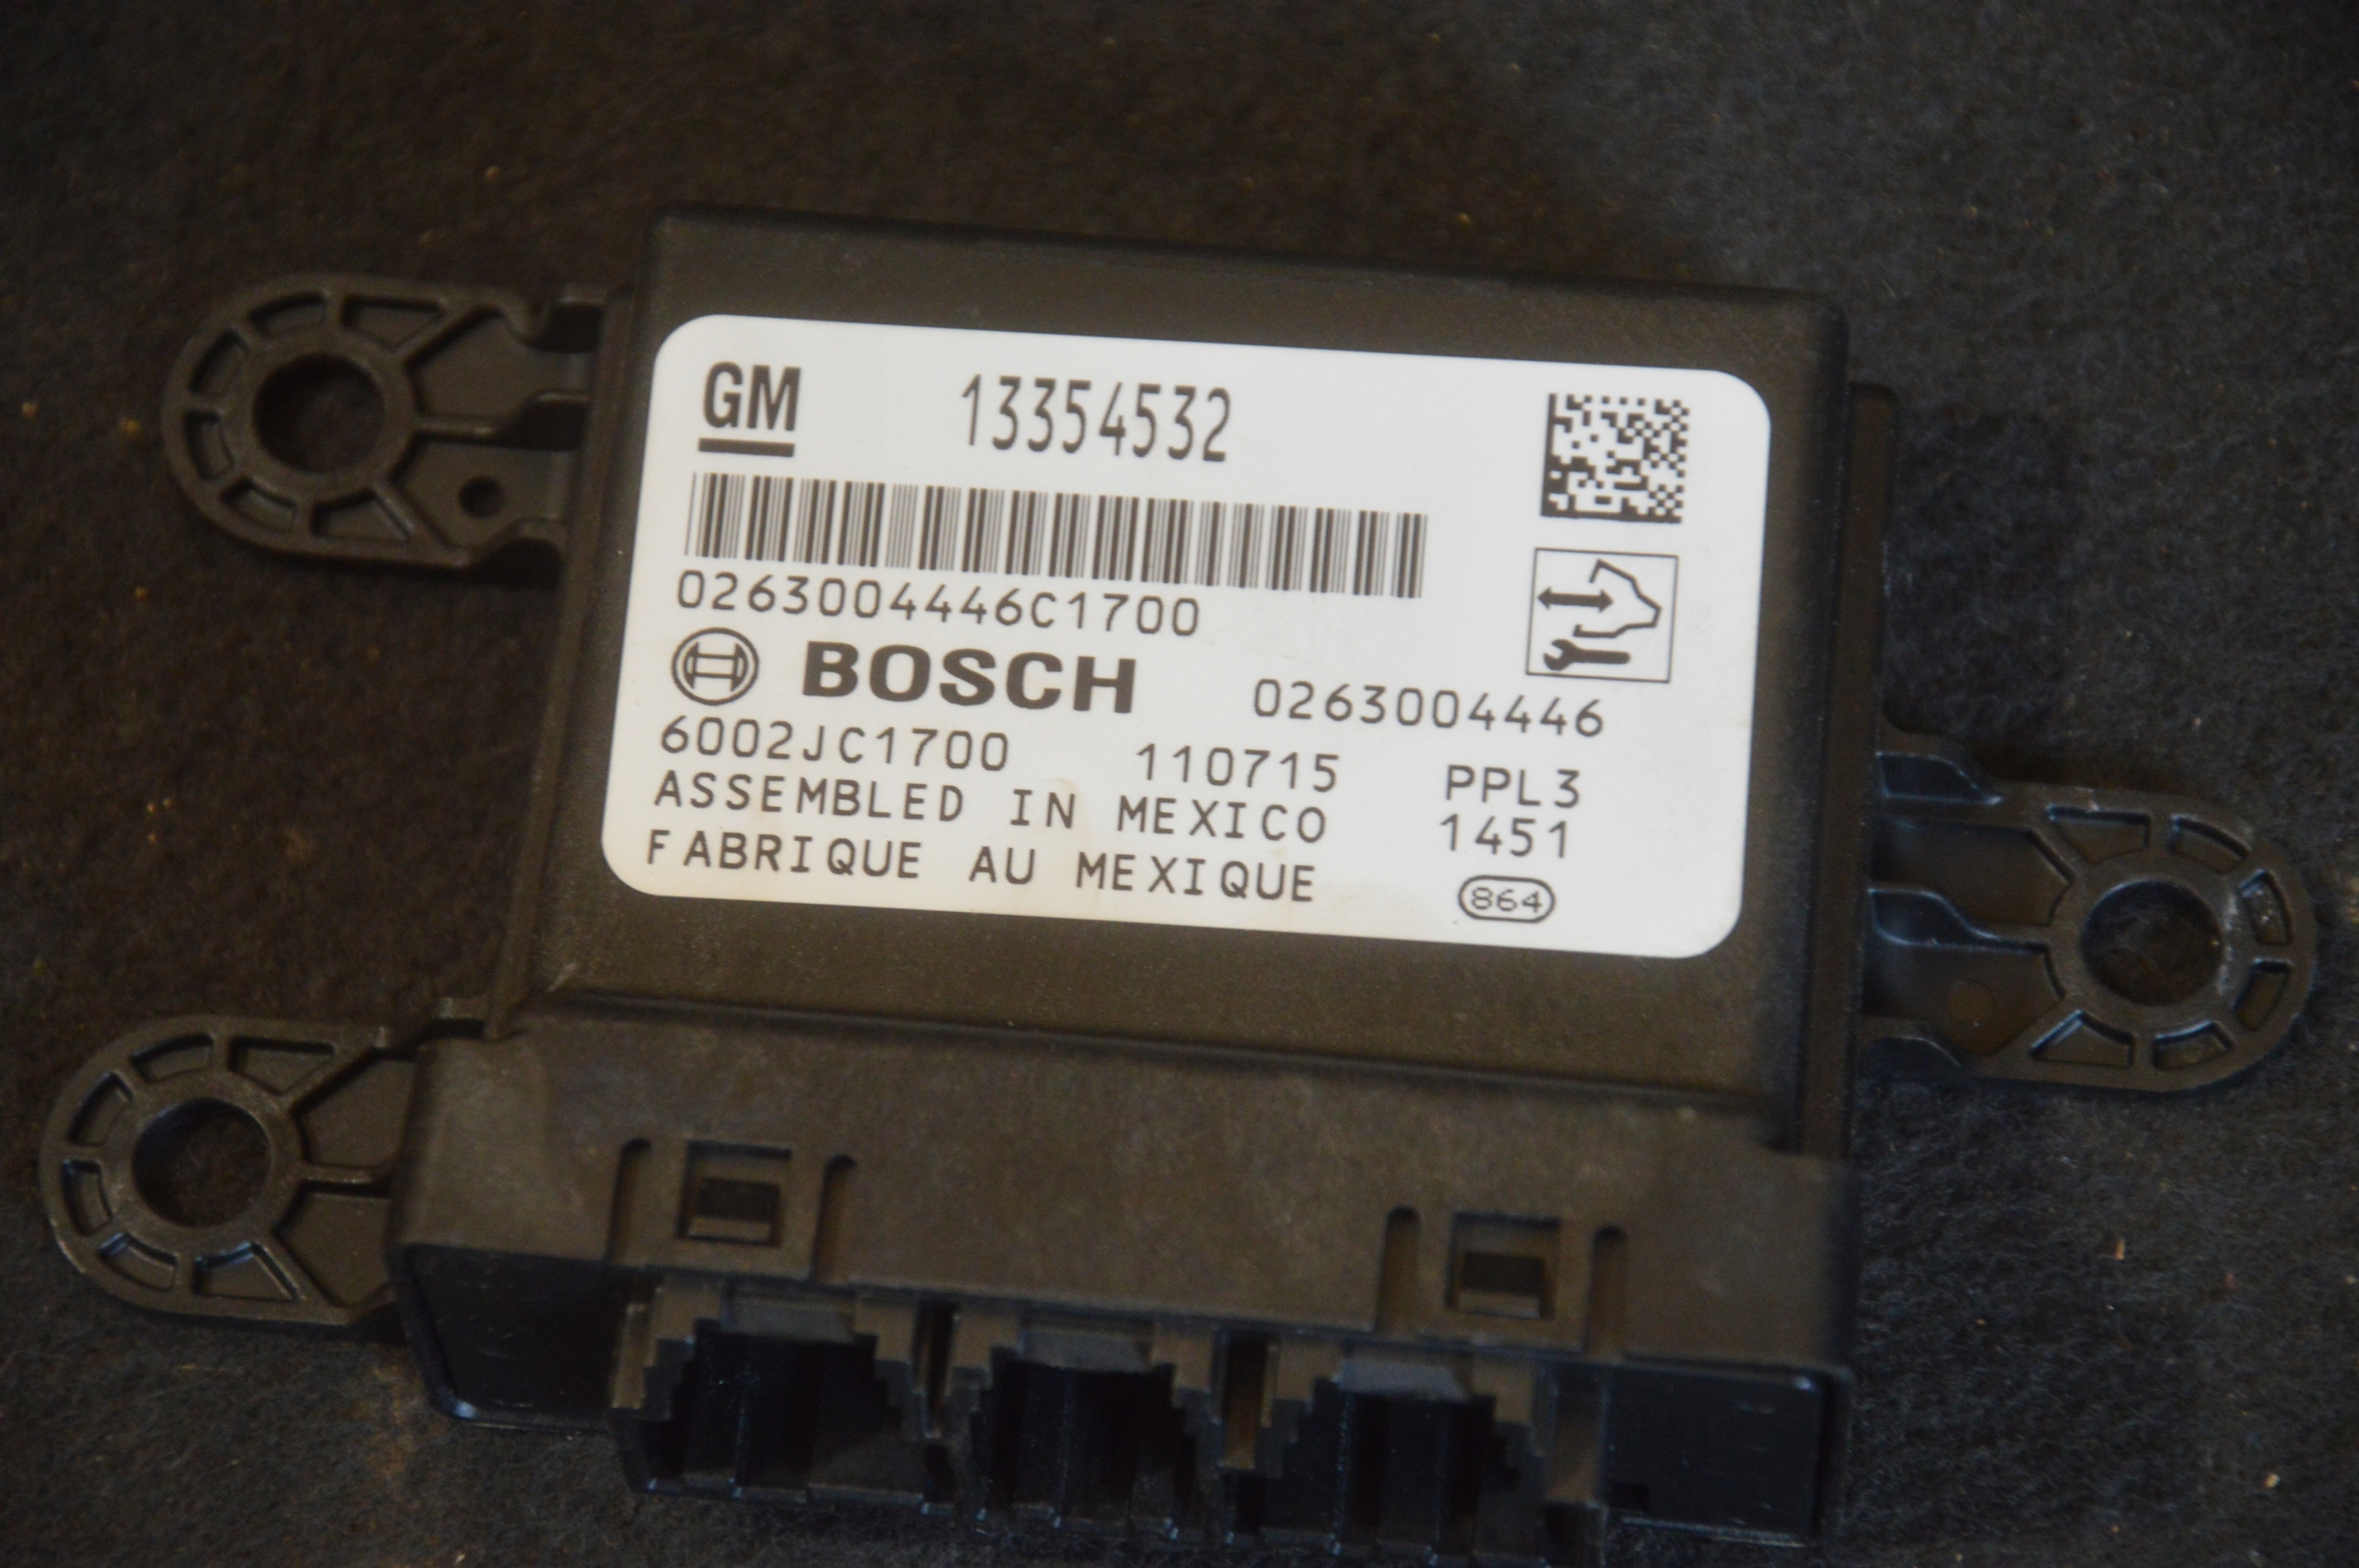 GM 13354532
0263004446C1700
BOSCH 0263004446
6002JC1700 110715 PPL3
ASSEMBLED IN MEXICO 1451
FABRIQUE AU MEXIQUE 864